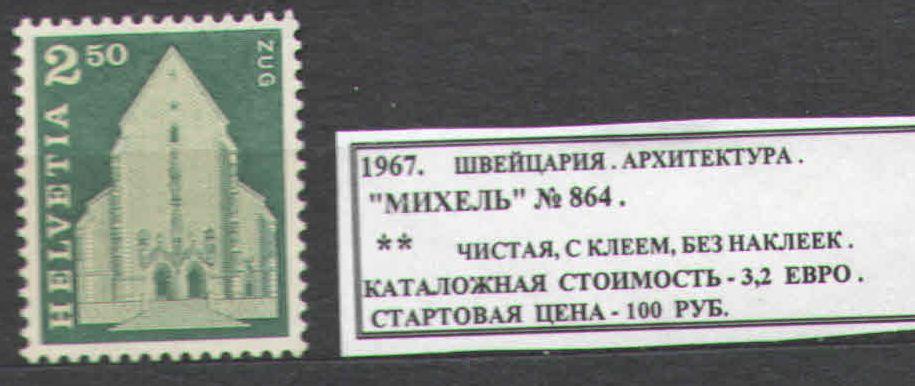 2 50
ZUG
HELVETIA
1967. ШВЕЙЦАРИЯ . АРХИТЕКТУРА .
"МИХЕЛЬ" № 864 .
** ЧИСТАЯ, С КЛЕЕМ, БЕЗ НАКЛЕЕК .
КАТАЛОЖНАЯ СТОИМОСТЬ - 3,2 ЕВРО .
СТАРТОВАЯ ЦЕНА - 100 РУБ.